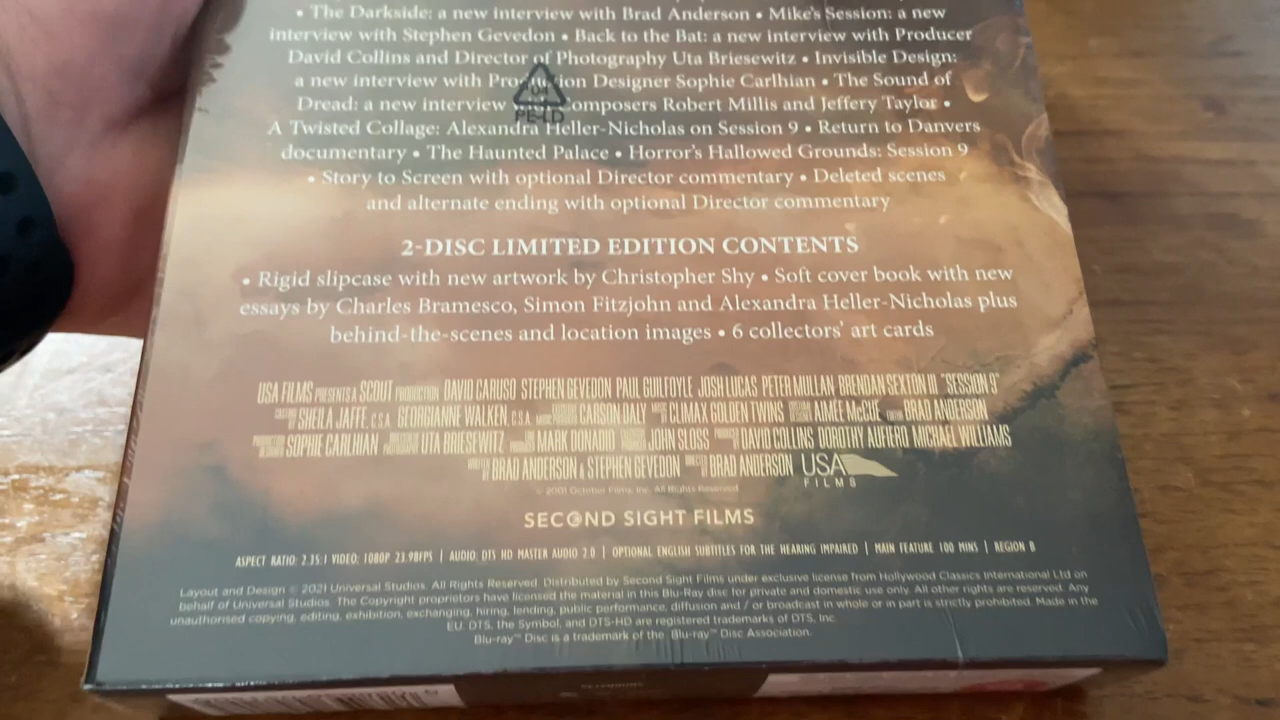 • The Darkside: a new interview with Brad Anderson • Mike's Session: a new
interview with Stephen Gevedon • Back to the Bat: a new interview with Producer
David Collins and Director of Photography Uta Briesewitz • Invisible Design:
a new interview with Production Designer Sophie Carlhian • The Sound of
04
Dread: a new interview with Composers Robert Millis and Jeffery Taylor •
PE-LD
A Twisted Collage: Alexandra Heller-Nicholas on Session 9 • Return to Danvers
documentary • The Haunted Palace • Horror's Hallowed Grounds: Session 9
• Story to Screen with optional Director commentary • Deleted scenes
and alternate ending with optional Director commentary
2-DISC LIMITED EDITION CONTENTS
• Rigid slipcase with new artwork by Christopher Shy • Soft cover book with new
essays by Charles Bramesco, Simon Fitzjohn and Alexandra Heller-Nicholas plus
behind-the-scenes and location images • 6 collectors' art cards
USA FILMS PRESENTS A SCOUT PRODUCTION DAVID CARUSO STEPHEN GEVEDON PAUL GUILFOYLE JOSH LUCAS PETER MULLAN BRENDAN SEXTON III "SESSION 9"
SHEILA JAFFE, C.S.A. GEORGIANNE WALKEN, C.S.A. CARSON DALY CLIMAX GOLDEN TWINS AIMÉE McCUE BRAD ANDERSON
SOPHIE CARLHIAN UTA BRIESEWITZ MARK DONADIO JOHN SLOSS DAVID COLLINS DOROTHY AUFIERO MICHAEL WILLIAMS
BRAD ANDERSON & STEPHEN GEVEDON BRAD ANDERSON USA FILMS
© 2001 October Films, Inc. All Rights Reserved
SECOND SIGHT FILMS
ASPECT RATIO: 2.35:1 VIDEO: 1080P 23.98FPS | AUDIO: DTS HD MASTER AUDIO 2.0 | OPTIONAL ENGLISH SUBTITLES FOR THE HEARING IMPAIRED | MAIN FEATURE 100 MINS | REGION B
Layout and Design © 2021 Universal Studios. All Rights Reserved. Distributed by Second Sight Films under exclusive license from Hollywood Classics International Ltd on
behalf of Universal Studios. The Copyright proprietors have licensed the material in this Blu-Ray disc for private and domestic use only. All other rights are reserved. Any
unauthorised copying, editing, exhibition, exchanging, hiring, lending, public performance, diffusion and / or broadcast in whole or in part is strictly prohibited. Made in the
EU. DTS, the Symbol, and DTS-HD are registered trademarks of DTS, Inc.
Blu-ray™ Disc is a trademark of the Blu-ray™ Disc Association.